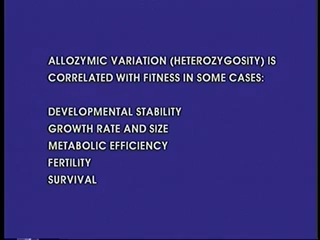 ALLOZYMIC VARIATION (HETEROZYGOSITY) IS
CORRELATED WITH FITNESS IN SOME CASES:
DEVELOPMENTAL STABILITY
GROWTH RATE AND SIZE
METABOLIC EFFICIENCY
FERTILITY
SURVIVAL